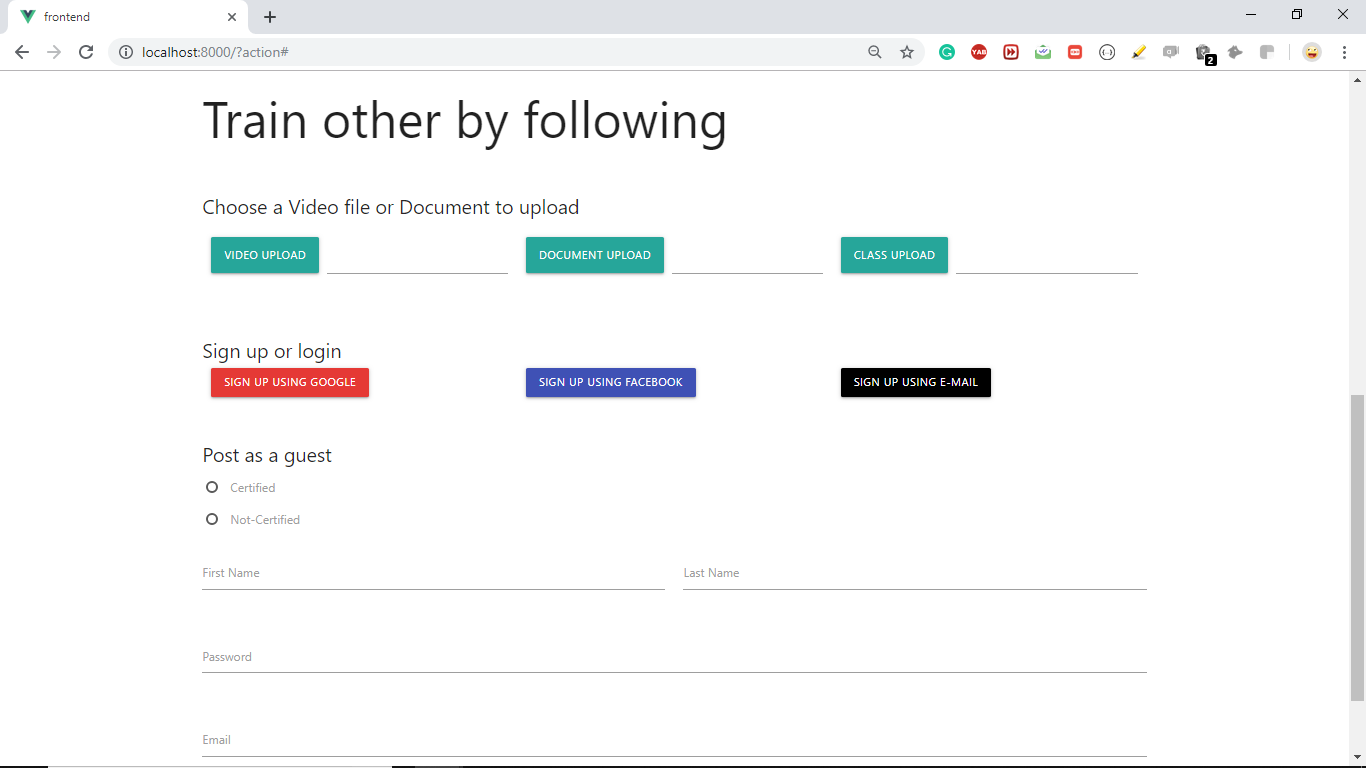 frontend
localhost:8000/?action#
YAB
2
Train other by following
Choose a Video file or Document to upload
VIDEO UPLOAD DOCUMENT UPLOAD CLASS UPLOAD
Sign up or login
SIGN UP USING GOOGLE SIGN UP USING FACEBOOK SIGN UP USING E-MAIL
Post as a guest
Certified
Not-Certified
First Name Last Name
Password
Email